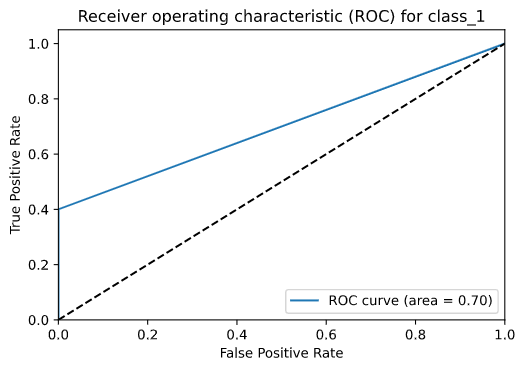 Receiver operating characteristic (ROC) for class_1
True Positive Rate
1.0
0.8
0.6
0.4
0.2
0.0
ROC curve (area = 0.70)
0.0 0.2 0.4 0.6 0.8 1.0
False Positive Rate